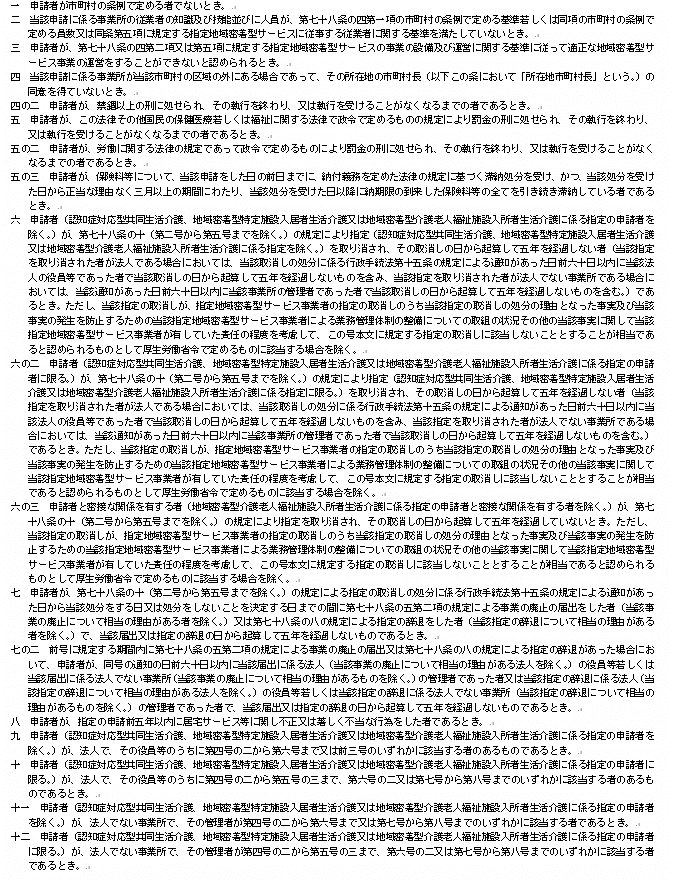 一　申請者が市町村の条例で定める者でないとき。
二　当該申請に係る事業所の従業者の知識及び技能並びに人員が、第七十八条の四第一項の市町村の条例で定める基準若しくは同項の市町村の条例で
定める員数又は同条第五項に規定する指定地域密着型サービスに従事する従業者に関する基準を満たしていないとき。
三　申請者が、第七十八条の四第二項又は第五項に規定する指定地域密着型サービスの事業の設備及び運営に関する基準に従って適正な地域密着型サ
ービス事業の運営をすることができないと認められるとき。
四　当該申請に係る事業所が当該市町村の区域の外にある場合であって、その所在地の市町村長（以下この条において「所在地市町村長」という。）の
同意を得ていないとき。
四の二　申請者が、禁錮以上の刑に処せられ、その執行を終わり、又は執行を受けることがなくなるまでの者であるとき。
五　申請者が、この法律その他国民の保健医療若しくは福祉に関する法律で政令で定めるものの規定により罰金の刑に処せられ、その執行を終わり、
又は執行を受けることがなくなるまでの者であるとき。
五の二　申請者が、労働に関する法律の規定であって政令で定めるものにより罰金の刑に処せられ、その執行を終わり、又は執行を受けることがなく
なるまでの者であるとき。
五の三　申請者が、保険料等について、当該申請をした日の前日までに、納付義務を定めた法律の規定に基づく滞納処分を受け、かつ、当該処分を受け
た日から正当な理由なく三月以上の期間にわたり、当該処分を受けた日以降に納期限の到来した保険料等の全てを引き続き滞納している者である
とき。
六　申請者（認知症対応型共同生活介護、地域密着型特定施設入居者生活介護又は地域密着型介護老人福祉施設入所者生活介護に係る指定の申請者を
除く。）が、第七十八条の十（第二号から第五号までを除く。）の規定により指定（認知症対応型共同生活介護、地域密着型特定施設入居者生活介護
又は地域密着型介護老人福祉施設入所者生活介護に係る指定を除く。）を取り消され、その取消しの日から起算して五年を経過しない者（当該指定
を取り消された者が法人である場合においては、当該取消しの処分に係る行政手続法第十五条の規定による通知があった日前六十日以内に当該法
人の役員等であった者で当該取消しの日から起算して五年を経過しないものを含み、当該指定を取り消された者が法人でない事業所である場合に
おいては、当該通知があった日前六十日以内に当該事業所の管理者であった者で当該取消しの日から起算して五年を経過しないものを含む。）であ
るとき。ただし、当該指定の取消しが、指定地域密着型サービス事業者の指定の取消しのうち当該指定の取消しの処分の理由となった事実及び当該
事実の発生を防止するための当該指定地域密着型サービス事業者による業務管理体制の整備についての取組の状況その他の当該事実に関して当該
指定地域密着型サービス事業者が有していた責任の程度を考慮して、この号本文に規定する指定の取消しに該当しないこととすることが相当であ
ると認められるものとして厚生労働省令で定めるものに該当する場合を除く。
六の二　申請者（認知症対応型共同生活介護、地域密着型特定施設入居者生活介護又は地域密着型介護老人福祉施設入所者生活介護に係る指定の申請
者に限る。）が、第七十八条の十（第二号から第五号までを除く。）の規定により指定（認知症対応型共同生活介護、地域密着型特定施設入居者生活
介護又は地域密着型介護老人福祉施設入所者生活介護に係る指定に限る。）を取り消され、その取消しの日から起算して五年を経過しない者（当該
指定を取り消された者が法人である場合においては、当該取消しの処分に係る行政手続法第十五条の規定による通知があった日前六十日以内に当
該法人の役員等であった者で当該取消しの日から起算して五年を経過しないものを含み、当該指定を取り消された者が法人でない事業所である場
合においては、当該通知があった日前六十日以内に当該事業所の管理者であった者で当該取消しの日から起算して五年を経過しないものを含む。）
であるとき。ただし、当該指定の取消しが、指定地域密着型サービス事業者の指定の取消しのうち当該指定の取消しの処分の理由となった事実及び
当該事実の発生を防止するための当該指定地域密着型サービス事業者による業務管理体制の整備についての取組の状況その他の当該事実に関して
当該指定地域密着型サービス事業者が有していた責任の程度を考慮して、この号本文に規定する指定の取消しに該当しないこととすることが相当
であると認められるものとして厚生労働省令で定めるものに該当する場合を除く。
六の三　申請者と密接な関係を有する者（地域密着型介護老人福祉施設入所者生活介護に係る指定の申請者と密接な関係を有する者を除く。）が、第七
十八条の十（第二号から第五号までを除く。）の規定により指定を取り消され、その取消しの日から起算して五年を経過していないとき。ただし、
当該指定の取消しが、指定地域密着型サービス事業者の指定の取消しのうち当該指定の取消しの処分の理由となった事実及び当該事実の発生を防
止するための当該指定地域密着型サービス事業者による業務管理体制の整備についての取組の状況その他の当該事実に関して当該指定地域密着型
サービス事業者が有していた責任の程度を考慮して、この号本文に規定する指定の取消しに該当しないこととすることが相当であると認められる
ものとして厚生労働省令で定めるものに該当する場合を除く。
七　申請者が、第七十八条の十（第二号から第五号までを除く。）の規定による指定の取消しの処分に係る行政手続法第十五条の規定による通知があっ
た日から当該処分をする日又は処分をしないことを決定する日までの間に第七十八条の五第二項の規定による事業の廃止の届出をした者（当該事
業の廃止について相当の理由がある者を除く。）又は第七十八条の八の規定による指定の辞退をした者（当該指定の辞退について相当の理由がある
者を除く。）で、当該届出又は指定の辞退の日から起算して五年を経過しないものであるとき。
七の二　前号に規定する期間内に第七十八条の五第二項の規定による事業の廃止の届出又は第七十八条の八の規定による指定の辞退があった場合にお
いて、申請者が、同号の通知の日前六十日以内に当該届出に係る法人（当該事業の廃止について相当の理由がある法人を除く。）の役員等若しくは
当該届出に係る法人でない事業所（当該事業の廃止について相当の理由があるものを除く。）の管理者であった者又は当該指定の辞退に係る法人（当
該指定の辞退について相当の理由がある法人を除く。）の役員等若しくは当該指定の辞退に係る法人でない事業所（当該指定の辞退について相当の
理由があるものを除く。）の管理者であった者で、当該届出又は指定の辞退の日から起算して五年を経過しないものであるとき。
八　申請者が、指定の申請前五年以内に居宅サービス等に関し不正又は著しく不当な行為をした者であるとき。
九　申請者（認知症対応型共同生活介護、地域密着型特定施設入居者生活介護又は地域密着型介護老人福祉施設入所者生活介護に係る指定の申請者を
除く。）が、法人で、その役員等のうちに第四号の二から第六号まで又は前三号のいずれかに該当する者のあるものであるとき。
十　申請者（認知症対応型共同生活介護、地域密着型特定施設入居者生活介護又は地域密着型介護老人福祉施設入所者生活介護に係る指定の申請者に
限る。）が、法人で、その役員等のうちに第四号の二から第五号の三まで、第六号の二又は第七号から第八号までのいずれかに該当する者のあるも
のであるとき。
十一　申請者（認知症対応型共同生活介護、地域密着型特定施設入居者生活介護又は地域密着型介護老人福祉施設入所者生活介護に係る指定の申請者
を除く。）が、法人でない事業所で、その管理者が第四号の二から第六号まで又は第七号から第八号までのいずれかに該当する者であるとき。
十二　申請者（認知症対応型共同生活介護、地域密着型特定施設入居者生活介護又は地域密着型介護老人福祉施設入所者生活介護に係る指定の申請者
に限る。）が、法人でない事業所で、その管理者が第四号の二から第五号の三まで、第六号の二又は第七号から第八号までのいずれかに該当する者
であるとき。